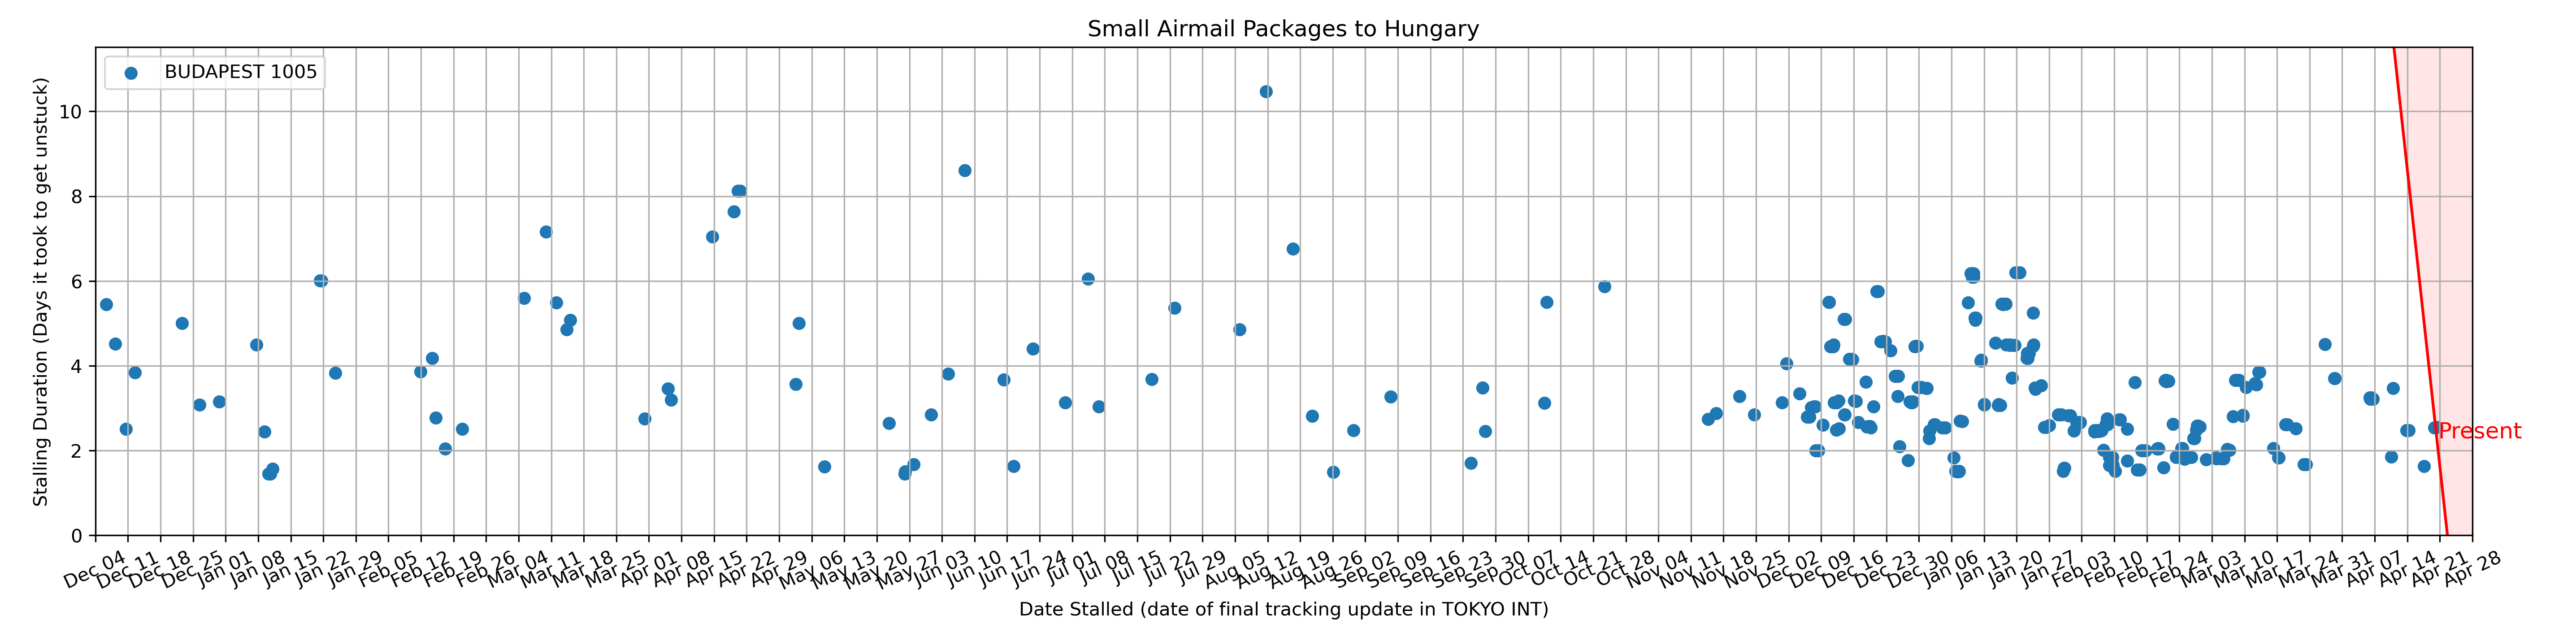 Small Airmail Packages to Hungary
BUDAPEST 1005
Stalling Duration (Days it took to get unstuck)
10
8
6
4
2
0
Present
Dec 04 Dec 11 Dec 18 Dec 25 Jan 01 Jan 08 Jan 15 Jan 22 Jan 29 Feb 05 Feb 12 Feb 19 Feb 26 Mar 04 Mar 11 Mar 18 Mar 25 Apr 01 Apr 08 Apr 15 Apr 22 Apr 29 May 06 May 13 May 20 May 27 Jun 03 Jun 10 Jun 17 Jun 24 Jul 01 Jul 08 Jul 15 Jul 22 Jul 29 Aug 05 Aug 12 Aug 19 Aug 26 Sep 02 Sep 09 Sep 16 Sep 23 Sep 30 Oct 07 Oct 14 Oct 21 Oct 28 Nov 04 Nov 11 Nov 18 Nov 25 Dec 02 Dec 09 Dec 16 Dec 23 Dec 30 Jan 06 Jan 13 Jan 20 Jan 27 Feb 03 Feb 10 Feb 17 Feb 24 Mar 03 Mar 10 Mar 17 Mar 24 Mar 31 Apr 07 Apr 14 Apr 21 Apr 28
Date Stalled (date of final tracking update in TOKYO INT)